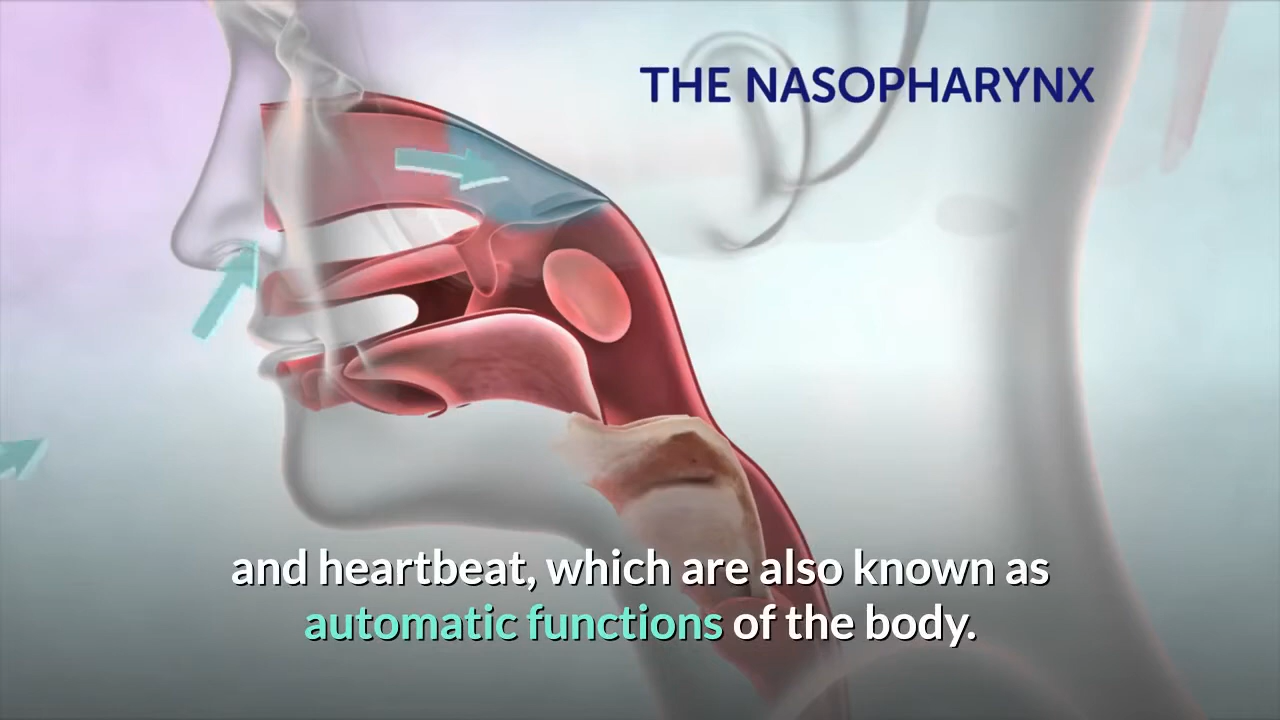 THE NASOPHARYNX
and heartbeat, which are also known as
automatic functions of the body.